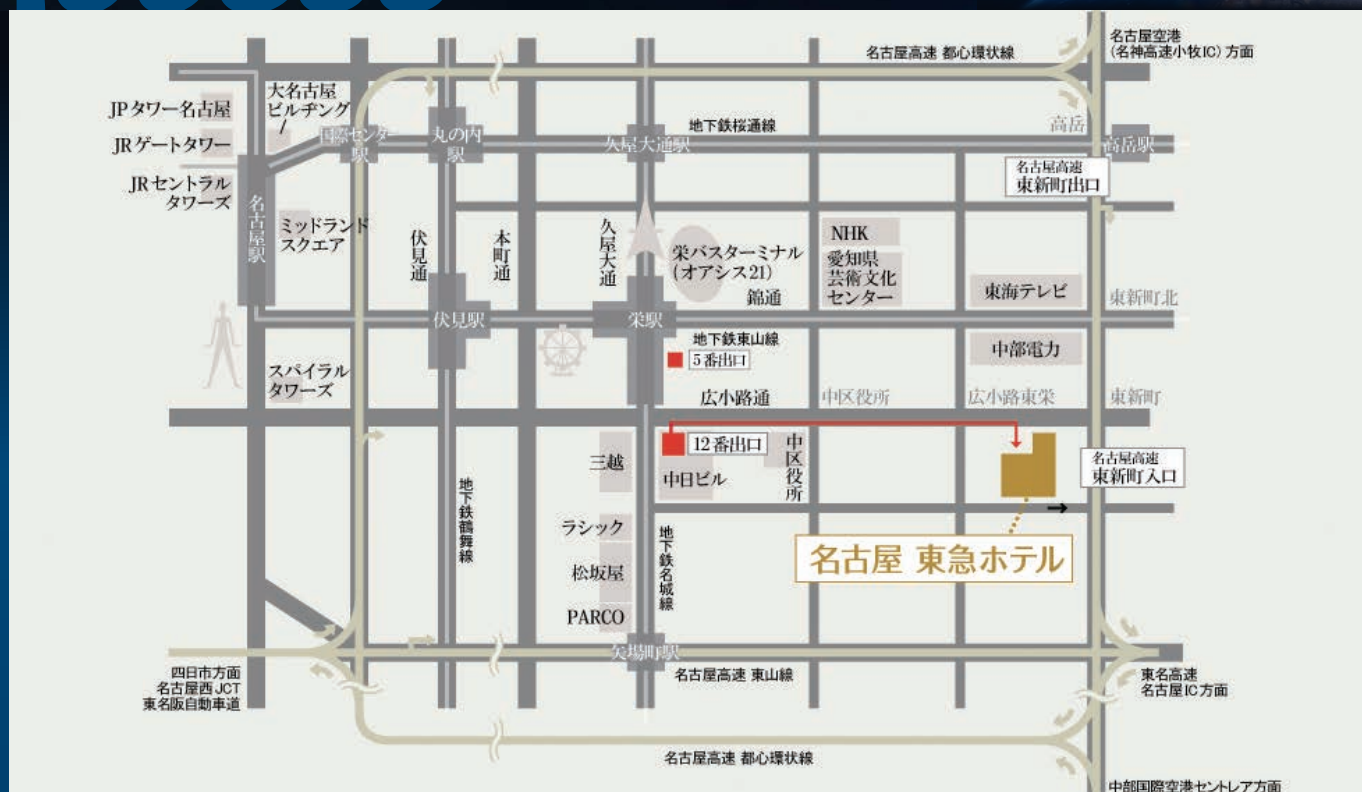 名古屋高速 都心環状線
名古屋空港
(名神高速小牧IC)方面
JPタワー名古屋
大名古屋
ビルヂング
JRゲートタワー
国際センター
駅
丸の内
駅
久屋大通駅
地下鉄桜通線
高岳
高岳駅
名古屋高速
東新町出口
JRセントラル
タワーズ
名古屋駅
ミッドランド
スクエア
伏見通
本町通
久屋大通
栄バスターミナル
(オアシス21)
NHK
愛知県
芸術文化
センター
錦通
東海テレビ
東新町北
伏見駅
栄駅
地下鉄東山線
5番出口
中部電力
スパイラル
タワーズ
広小路通
中区役所
広小路東栄
東新町
三越
12番出口
中日ビル
中区役所
名古屋高速
東新町入口
地下鉄鶴舞線
ラシック
地下鉄名城線
名古屋 東急ホテル
松坂屋
PARCO
矢場町駅
名古屋高速 東山線
四日市方面
名古屋西JCT
東名阪自動車道
東名高速
名古屋IC方面
名古屋高速 都心環状線
中部国際空港セントレア方面